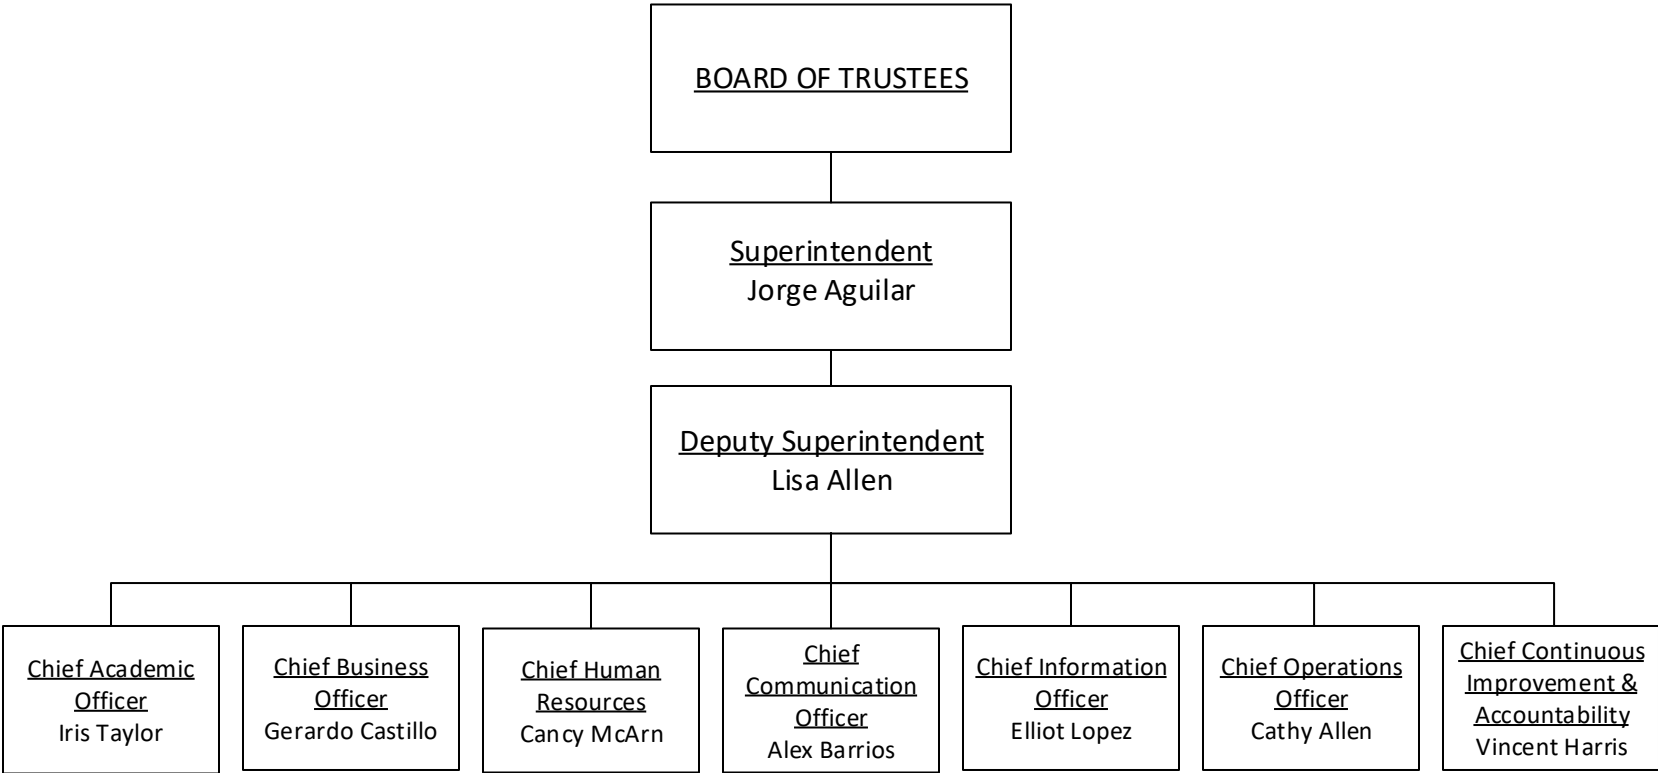 BOARD OF TRUSTEES
Superintendent
Jorge Aguilar
Deputy Superintendent
Lisa Allen
Chief Academic
Officer
Iris Taylor
Chief Business
Officer
Gerardo Castillo
Chief Human
Resources
Cancy McArn
Chief
Communication
Officer
Alex Barrios
Chief Information
Officer
Elliot Lopez
Chief Operations
Officer
Cathy Allen
Chief Continuous
Improvement &
Accountability
Vincent Harris